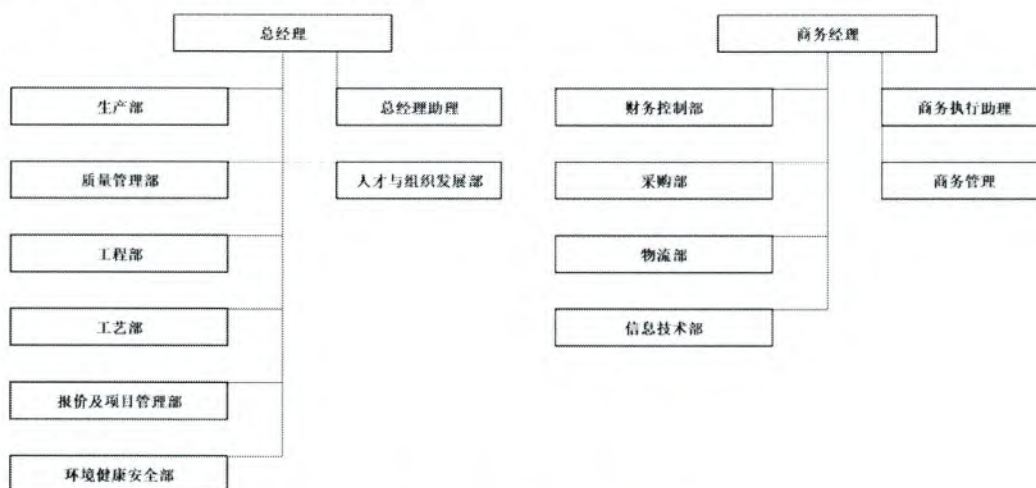 总经理
生产部
总经理助理
质量管理部
人才与组织发展部
工程部
工艺部
报价及项目管理部
环境健康安全部
商务经理
财务控制部
商务执行助理
采购部
商务管理
物流部
信息技术部